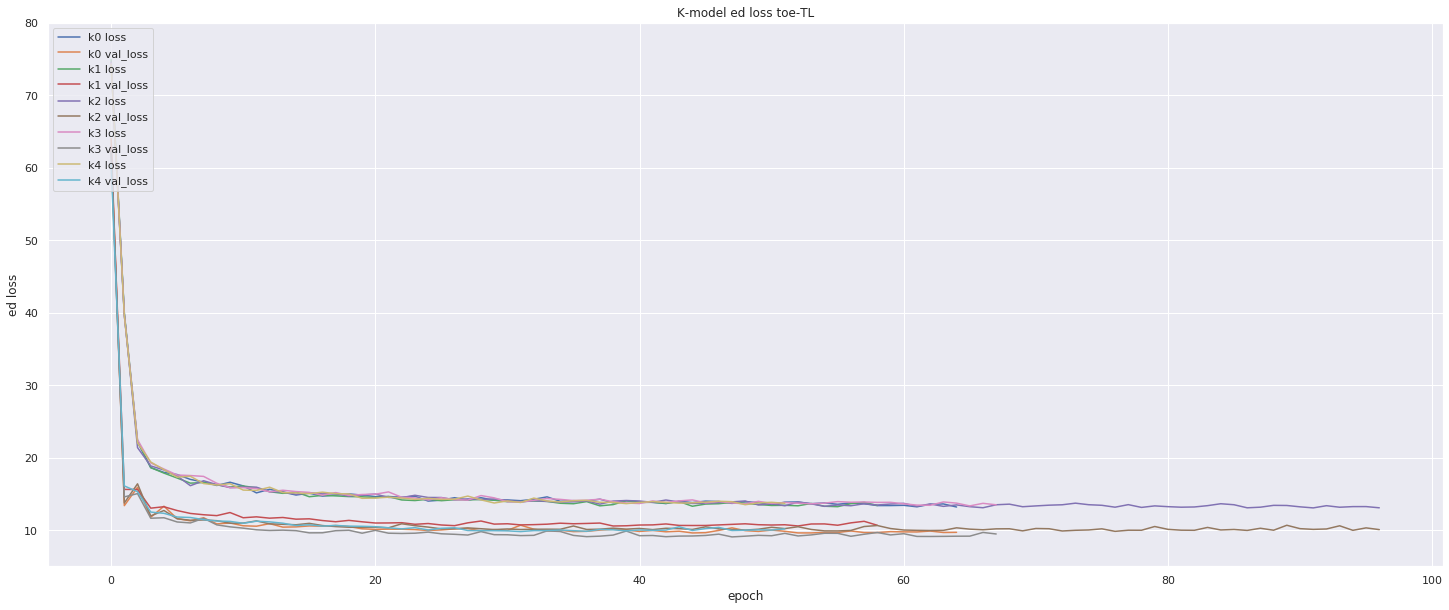 K-model ed loss toe-TL
80
70
60
50
40
30
20
10
ed loss
k0 loss
k0 val_loss
k1 loss
k1 val_loss
k2 loss
k2 val_loss
k3 loss
k3 val_loss
k4 loss
k4 val_loss
0 20 40 60 80 100
epoch